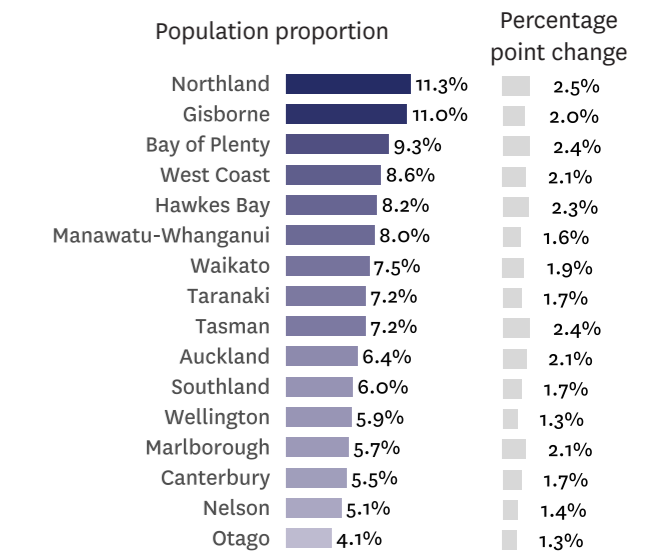 Population proportion
Percentage
point change
Northland 11.3% 2.5%
Gisborne 11.0% 2.0%
Bay of Plenty 9.3% 2.4%
West Coast 8.6% 2.1%
Hawkes Bay 8.2% 2.3%
Manawatu-Whanganui 8.0% 1.6%
Waikato 7.5% 1.9%
Taranaki 7.2% 1.7%
Tasman 7.2% 2.4%
Auckland 6.4% 2.1%
Southland 6.0% 1.7%
Wellington 5.9% 1.3%
Marlborough 5.7% 2.1%
Canterbury 5.5% 1.7%
Nelson 5.1% 1.4%
Otago 4.1% 1.3%